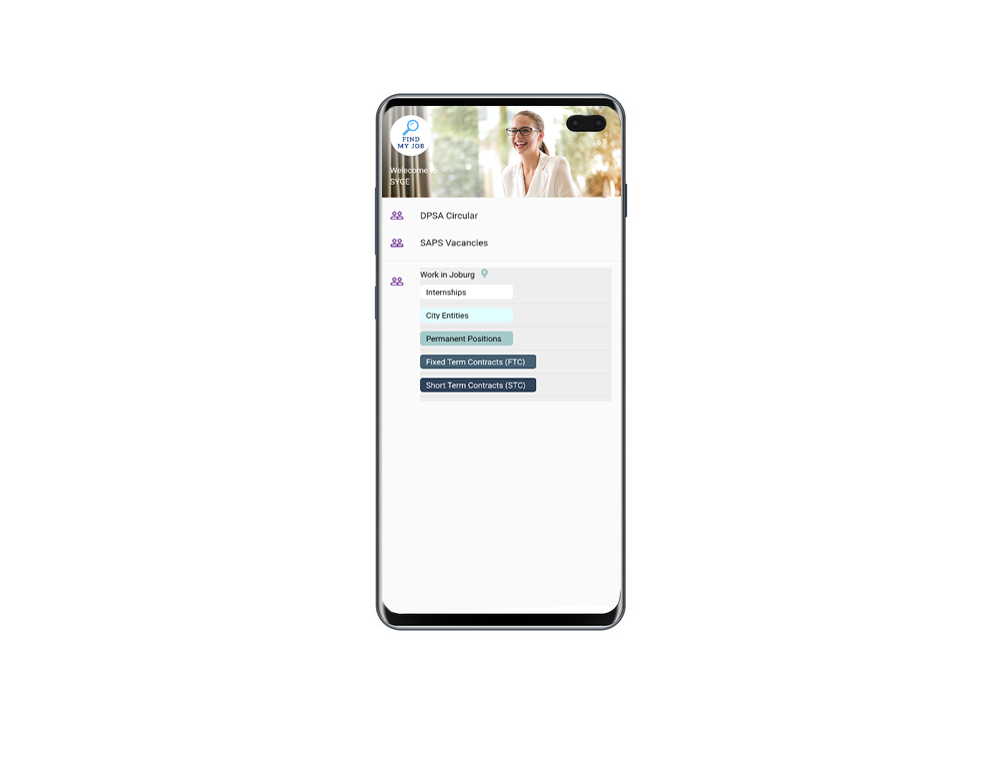 FIND
MY JOB
Welecome to
SYGE
DPSA Circular
SAPS Vacancies
Work in Joburg
Internships
City Entities
Permanent Positions
Fixed Term Contracts (FTC)
Short Term Contracts (STC)